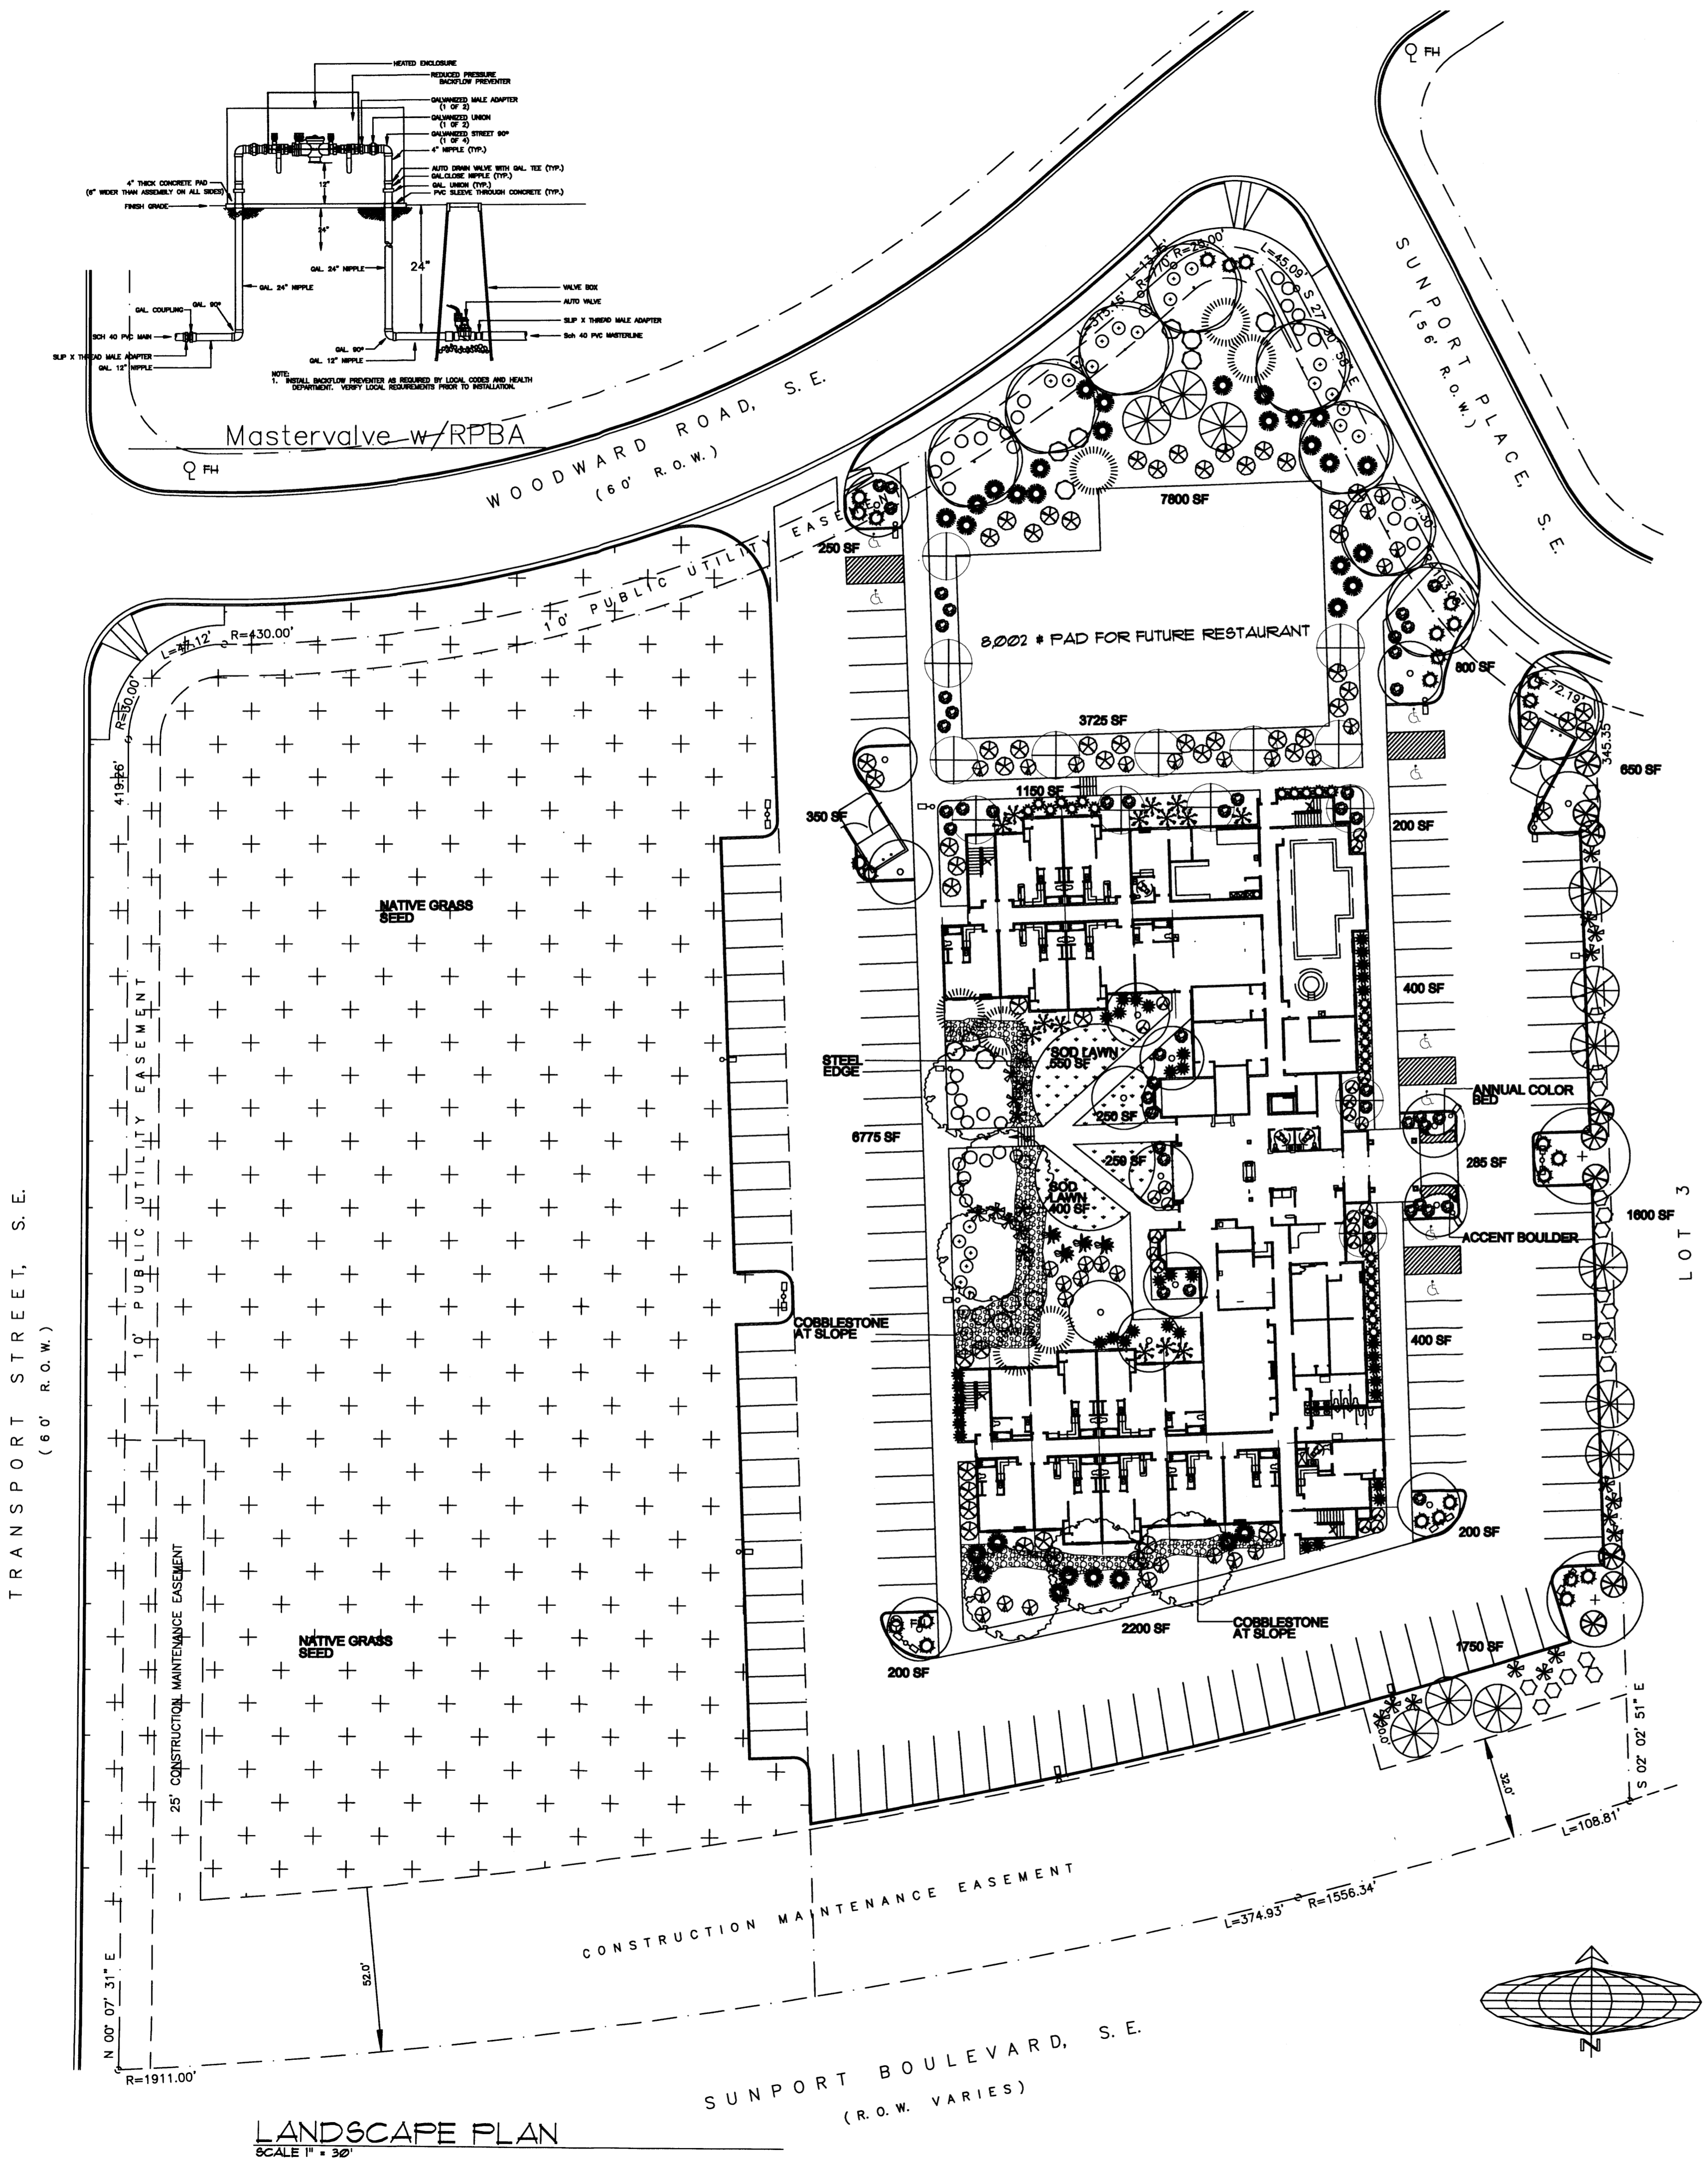 HEATED ENCLOSURE
REDUCED PRESSURE
BACKFLOW PREVENTER
GALVANIZED MALE ADAPTER
(1 OF 2)
GALVANIZED UNION
(1 OF 2)
GALVANIZED STREET 90°
(1 OF 4)
4" NIPPLE (TYP.)
AUTO DRAIN VALVE WITH GAL. TEE (TYP.)
GAL.CLOSE NIPPLE (TYP.)
GAL. UNION (TYP.)
PVC SLEEVE THROUGH CONCRETE (TYP.)
4" THICK CONCRETE PAD
(6" WIDER THAN ASSEMBLY ON ALL SIDES)
FINISH GRADE
12"
24"
24"
GAL. 24" NIPPLE
GAL. 24" NIPPLE
VALVE BOX
AUTO VALVE
SLIP X THREAD MALE ADAPTER
Sch 40 PVC MASTERLINE
GAL. 90°
GAL. COUPLING
SCH 40 PVC MAIN
SLIP X THREAD MALE ADAPTER
GAL. 12" NIPPLE
GAL. 90°
GAL. 12" NIPPLE
NOTE:
1. INSTALL BACKFLOW PREVENTER AS REQUIRED BY LOCAL CODES AND HEALTH
DEPARTMENT. VERIFY LOCAL REQUIREMENTS PRIOR TO INSTALLATION.
Mastervalve w/RPBA
FH
FH
WOODWARD ROAD, S.E.
(60' R.O.W.)
SUNPORT PLACE, S.E.
(56' R.O.W.)
R=25.00'
L=45.09'
7800 SF
250 SF
10' PUBLIC UTILITY EASEMENT
R=430.00'
R=30.00'
419.26'
8,002 # PAD FOR FUTURE RESTAURANT
800 SF
L=72.19'
345.35
650 SF
3725 SF
1150 SF
350 SF
200 SF
NATIVE GRASS
SEED
400 SF
STEEL
EDGE
SOD LAWN
550 SF
250 SF
ANNUAL COLOR
BED
6775 SF
250 SF
285 SF
SOD
LAWN
400 SF
1600 SF
ACCENT BOULDER
LOT 3
10' PUBLIC UTILITY EASEMENT
TRANSPORT STREET, S.E.
(60' R.O.W.)
COBBLESTONE
AT SLOPE
400 SF
200 SF
25' CONSTRUCTION MAINTENANCE EASEMENT
NATIVE GRASS
SEED
FH
200 SF
2200 SF
COBBLESTONE
AT SLOPE
1750 SF
S 02° 02' 51" E
32.0'
L=108.81'
CONSTRUCTION MAINTENANCE EASEMENT
L=374.93'
R=1556.34'
52.0'
N 00° 07' 31" E
R=1911.00'
SUNPORT BOULEVARD, S.E.
(R.O.W. VARIES)
N
LANDSCAPE PLAN
SCALE 1" = 30'